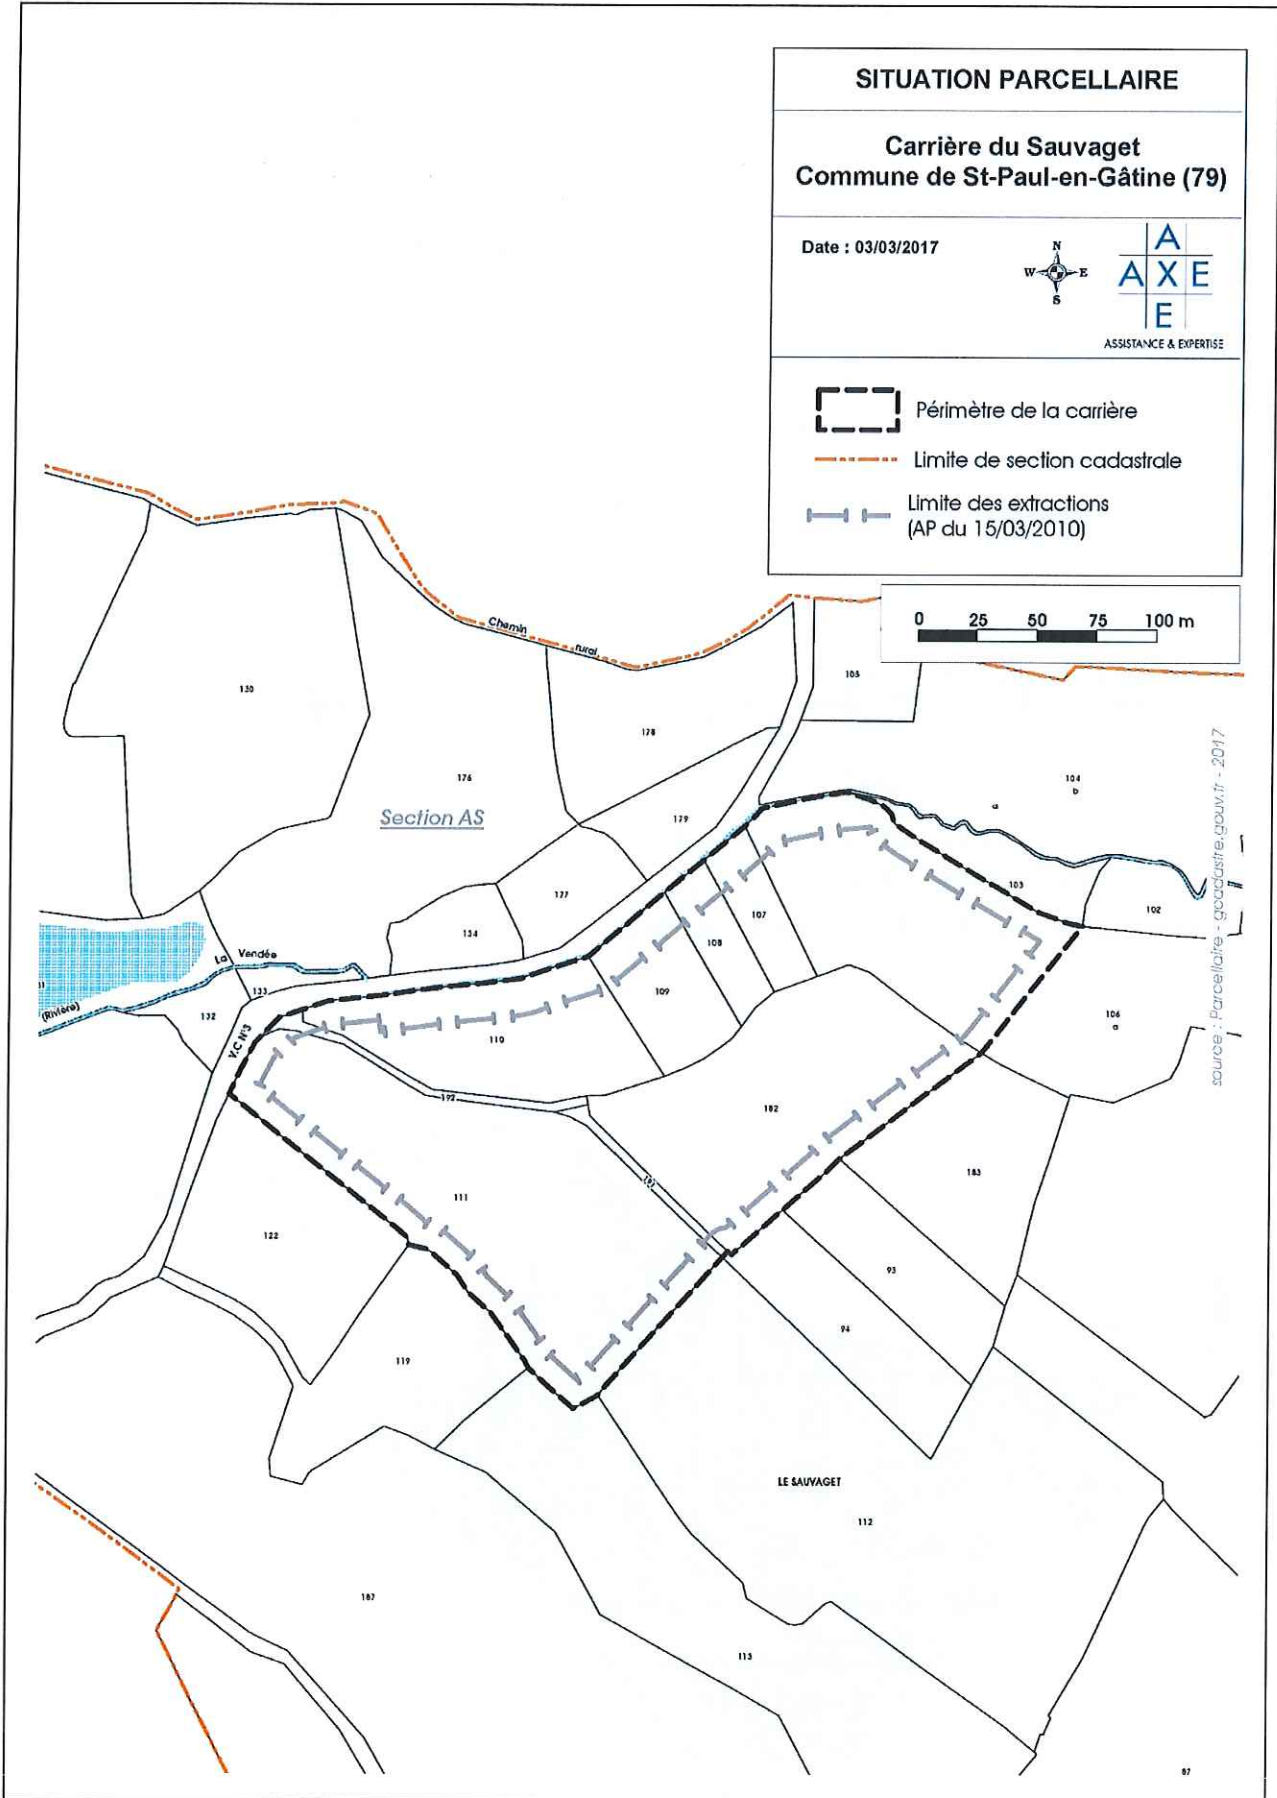 SITUATION PARCELLAIRE
Carrière du Sauvaget
Commune de St-Paul-en-Gâtine (79)
Date : 03/03/2017
N
W E
S
A
A X E
E
ASSISTANCE & EXPERTISE
Périmètre de la carrière
Limite de section cadastrale
Limite des extractions
(AP du 15/03/2010)
0 25 50 75 100 m
Chemin rural
130
105
178
176
104
b
a
Section AS
179
103
177
102
107
134
108
La Vendée
109
133
(Rivière)
132
106
a
V.C N°3
110
192
182
183
111
122
93
94
119
LE SAUVAGET
112
187
113
87
source : Parcellaire - gcadastre.gouv.fr - 2017